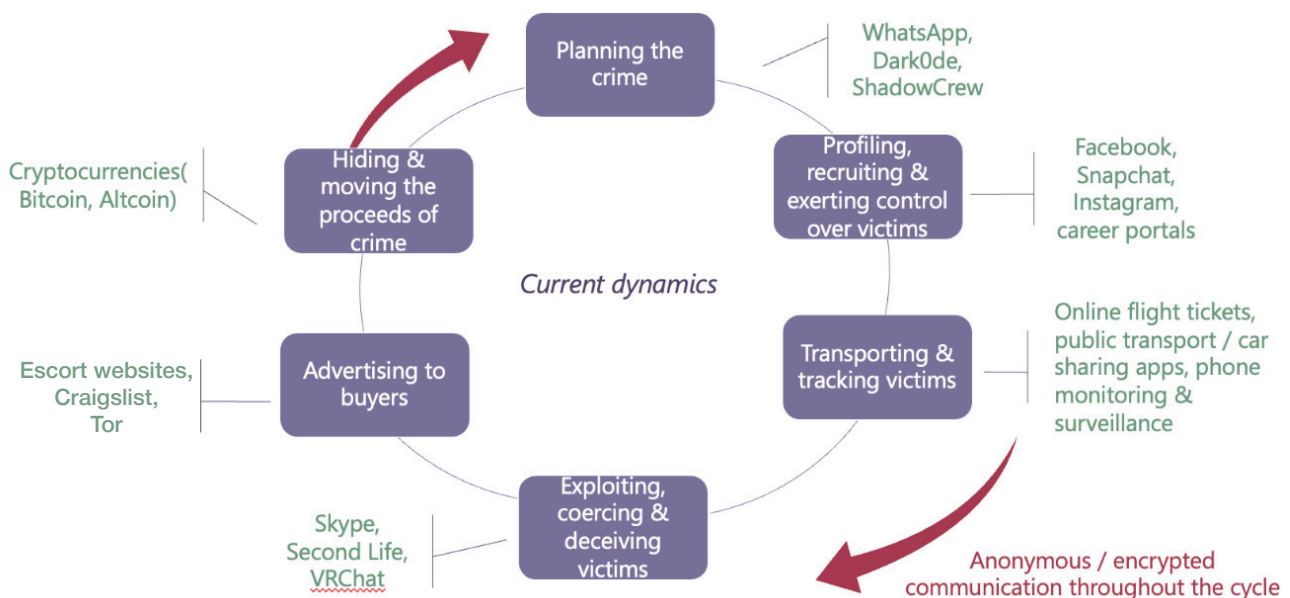 Planning the
crime
WhatsApp,
Dark0de,
ShadowCrew
Profiling,
recruiting &
exerting control
over victims
Facebook,
Snapchat,
Instagram,
career portals
Transporting &
tracking victims
Online flight tickets,
public transport / car
sharing apps, phone
monitoring &
surveillance
Exploiting,
coercing &
deceiving
victims
Skype,
Second Life,
VRChat
Advertising to
buyers
Escort websites,
Craigslist,
Tor
Hiding &
moving the
proceeds of
crime
Cryptocurrencies(
Bitcoin, Altcoin)
Current dynamics
Anonymous / encrypted
communication throughout the cycle